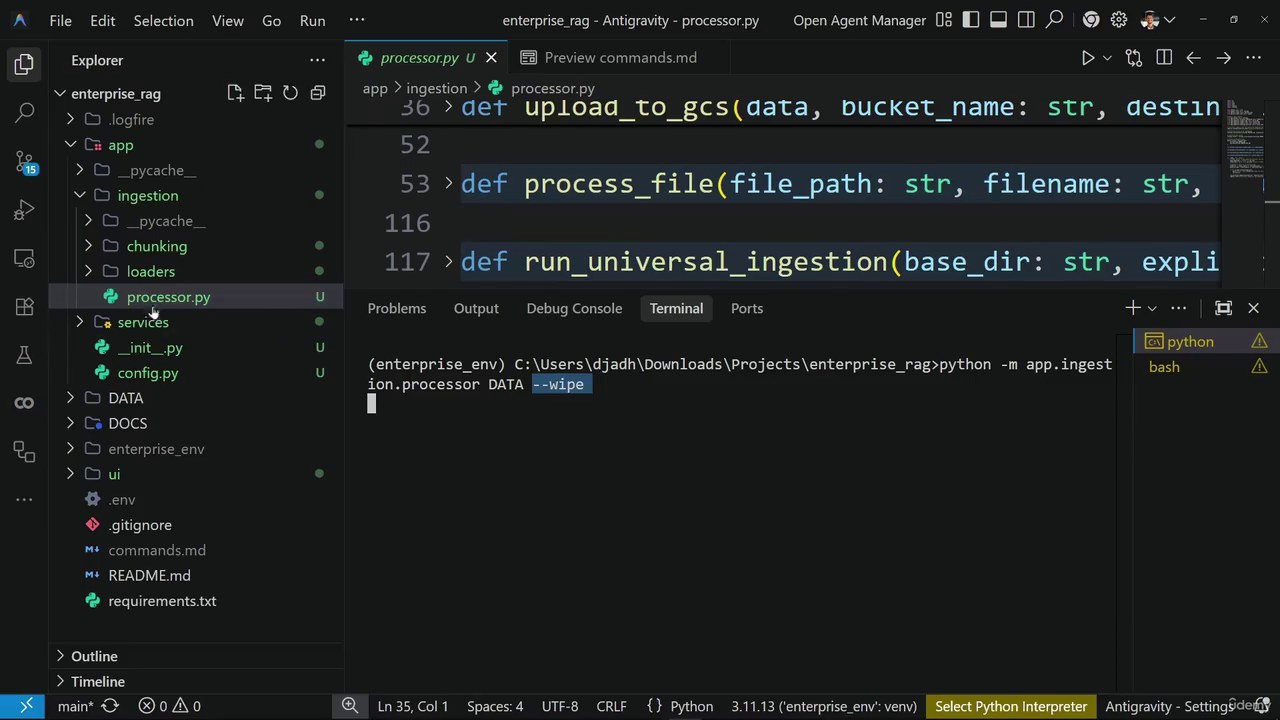 File Edit Selection View Go Run ··· enterprise_rag - Antigravity - processor.py Open Agent Manager
Explorer ···
enterprise_rag
.logfire
app
__pycache__
ingestion
__pycache__
chunking
loaders
processor.py U
services
__init__.py U
config.py U
DATA
DOCS
enterprise_env
ui
.env
.gitignore
commands.md
README.md
requirements.txt
Outline
Timeline
15
processor.py U
Preview commands.md
app > ingestion > processor.py
36 def upload_to_gcs(data, bucket_name: str, destin
52
53 def process_file(file_path: str, filename: str,
116
117 def run_universal_ingestion(base_dir: str, expli
Problems Output Debug Console Terminal Ports
(enterprise_env) C:\Users\djadh\Downloads\Projects\enterprise_rag>python -m app.ingest
ion.processor DATA --wipe
python
bash
main* 0 0 Ln 35, Col 1 Spaces: 4 UTF-8 CRLF {} Python 3.11.13 ('enterprise_env': venv) Select Python Interpreter Antigravity - Settings
Udemy